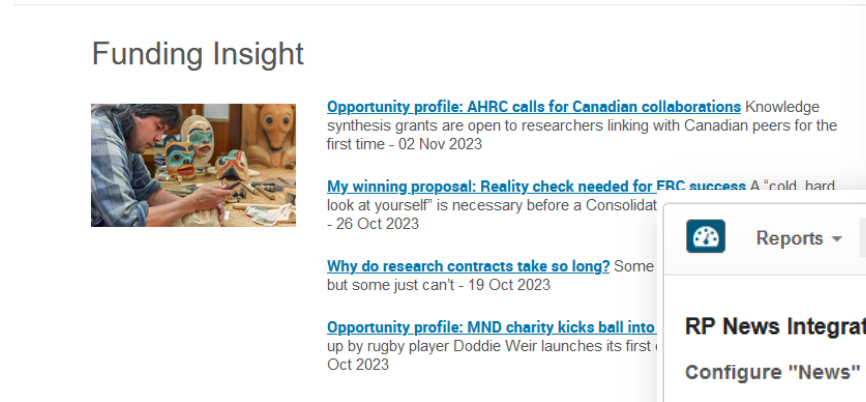 Funding Insight
Opportunity profile: AHRC calls for Canadian collaborations Knowledge
synthesis grants are open to researchers linking with Canadian peers for the
first time - 02 Nov 2023
My winning proposal: Reality check needed for ERC success A "cold, hard
look at yourself" is necessary before a Consolidat
- 26 Oct 2023
Why do research contracts take so long? Some
but some just can't - 19 Oct 2023
Opportunity profile: MND charity kicks ball into
up by rugby player Doddie Weir launches its first
Oct 2023
Reports
RP News Integrat
Configure "News"